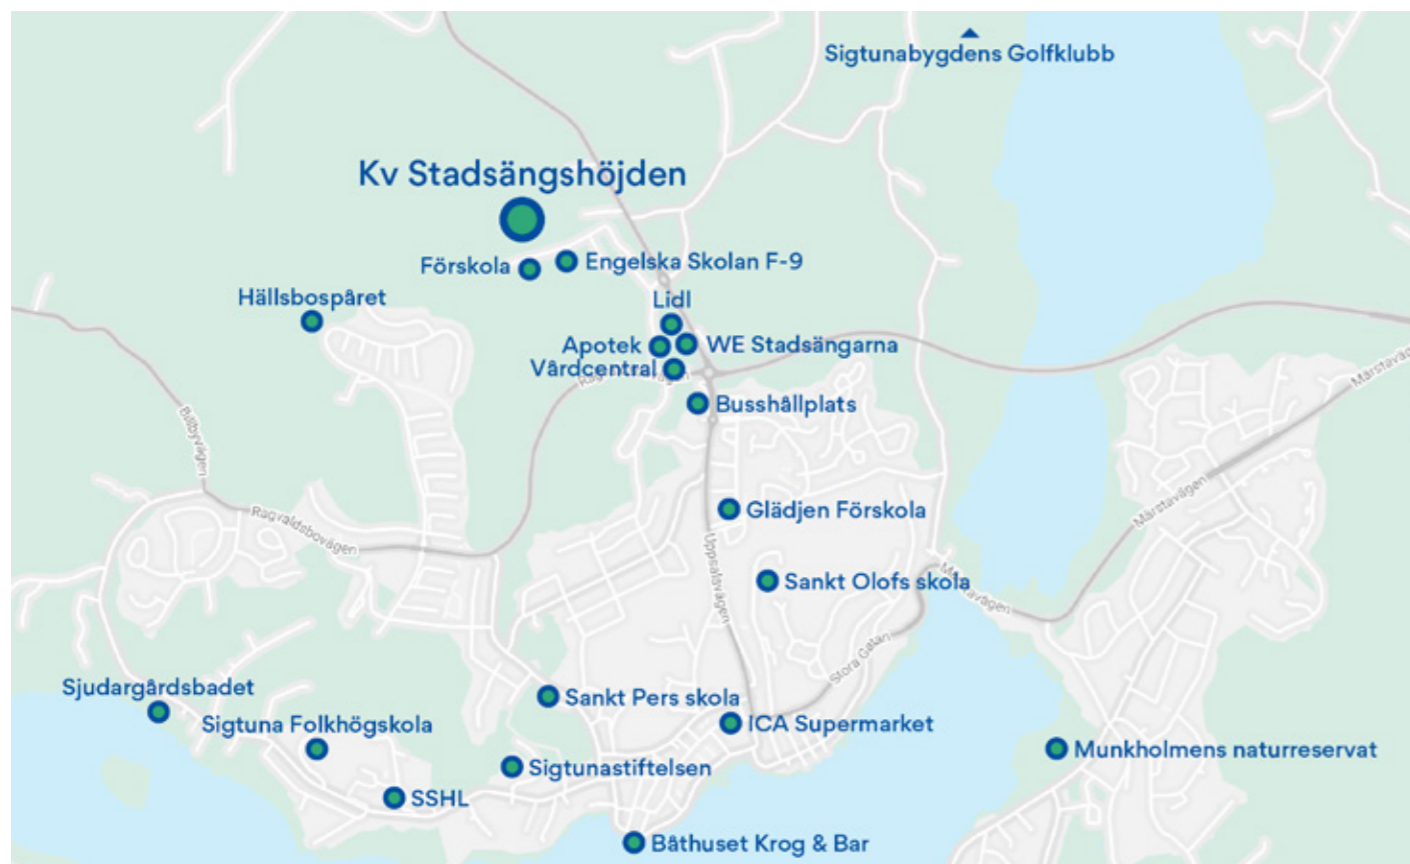 Sigtunabygdens Golfklubb
Kv Stadsängshöjden
Förskola
Engelska Skolan F-9
Hällsbospåret
Lidl
Apotek
WE Stadsängarna
Vårdcentral
Busshållplats
Märstavägen
Billbyvägen
Ragvaldsbovägen
Märstavägen
Glädjen Förskola
Uppsalavägen
Sankt Olofs skola
Stora Gatan
Sjudargårdsbadet
Sankt Pers skola
Sigtuna Folkhögskola
ICA Supermarket
Munkholmens naturreservat
Sigtunastiftelsen
SSHL
Båthuset Krog & Bar